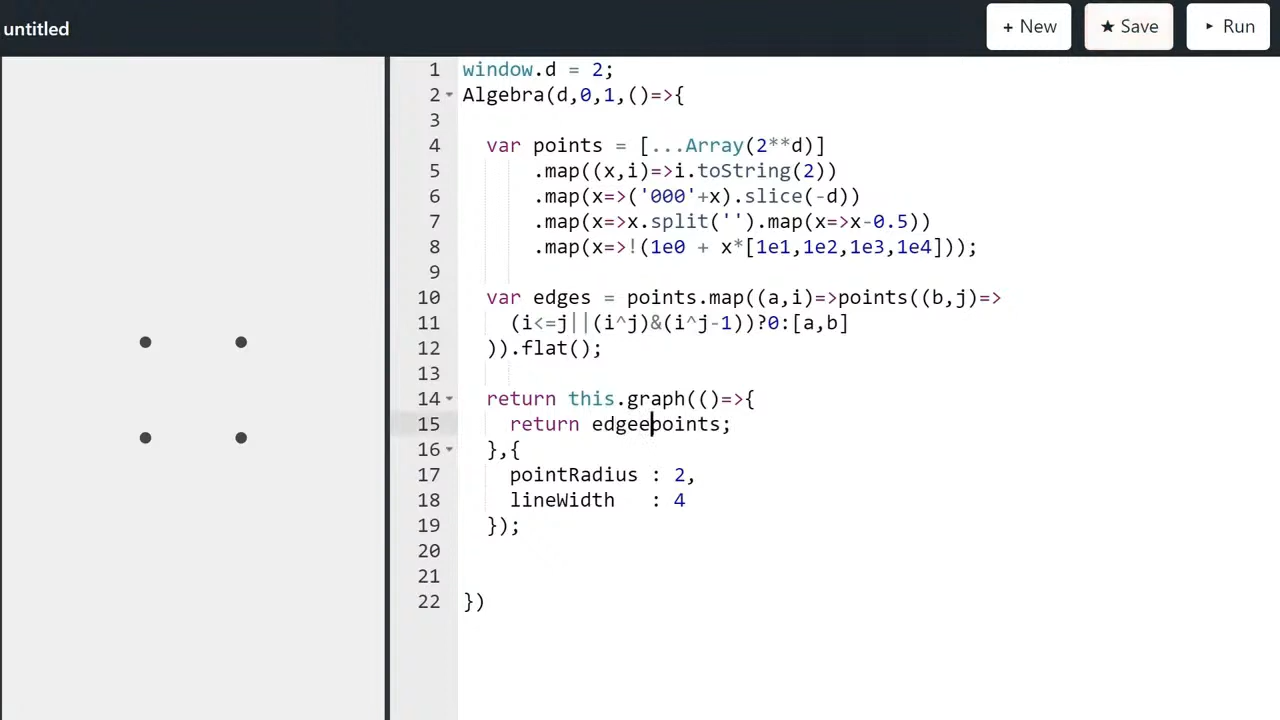 untitled
+ New
★ Save
▸ Run
1 window.d = 2;
2 Algebra(d,0,1,()=>{
3
4 var points = [...Array(2**d)]
5 .map((x,i)=>i.toString(2))
6 .map(x=>('000'+x).slice(-d))
7 .map(x=>x.split('').map(x=>x-0.5))
8 .map(x=>!(1e0 + x*[1e1,1e2,1e3,1e4]));
9
10 var edges = points.map((a,i)=>points((b,j)=>
11 (i<=j||(i^j)&(i^j-1))?0:[a,b]
12 )).flat();
13
14 return this.graph(()=>{
15 return edgeepoints;
16 },{
17 pointRadius : 2,
18 lineWidth : 4
19 });
20
21
22 })